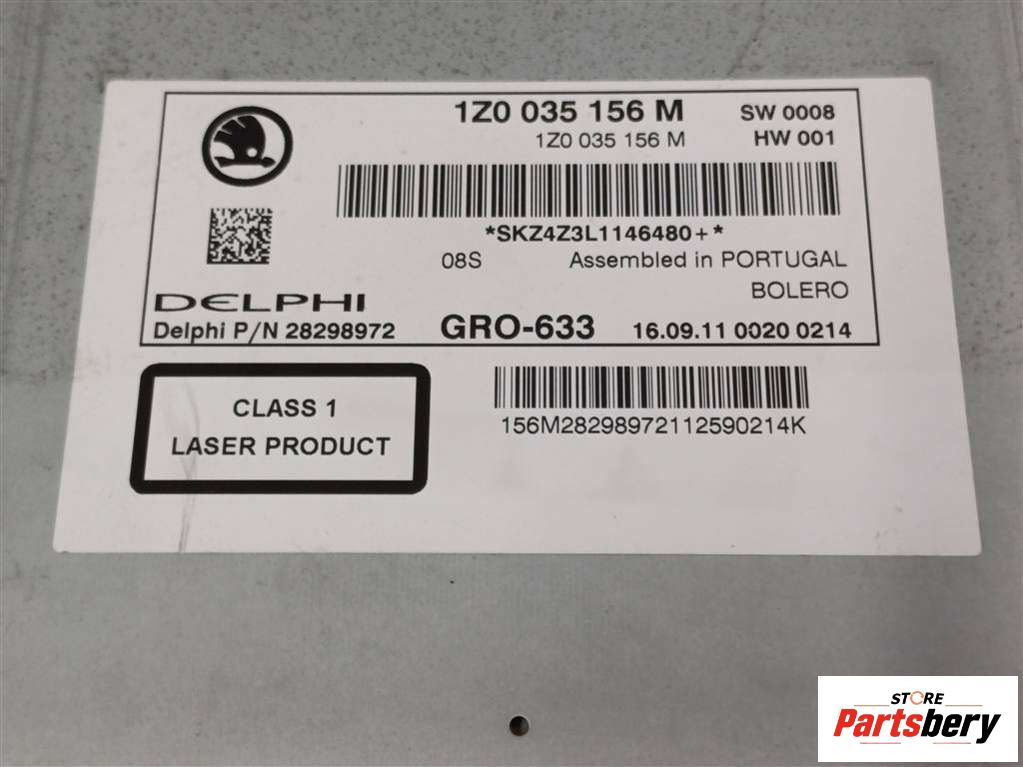 1Z0 035 156 M SW 0008
1Z0 035 156 M HW 001
*SKZ4Z3L1146480+*
08S Assembled in PORTUGAL
BOLERO
DELPHI
Delphi P/N 28298972 GRO-633 16.09.11 0020 0214
CLASS 1
LASER PRODUCT
156M28298972112590214K
STORE
Partsbery